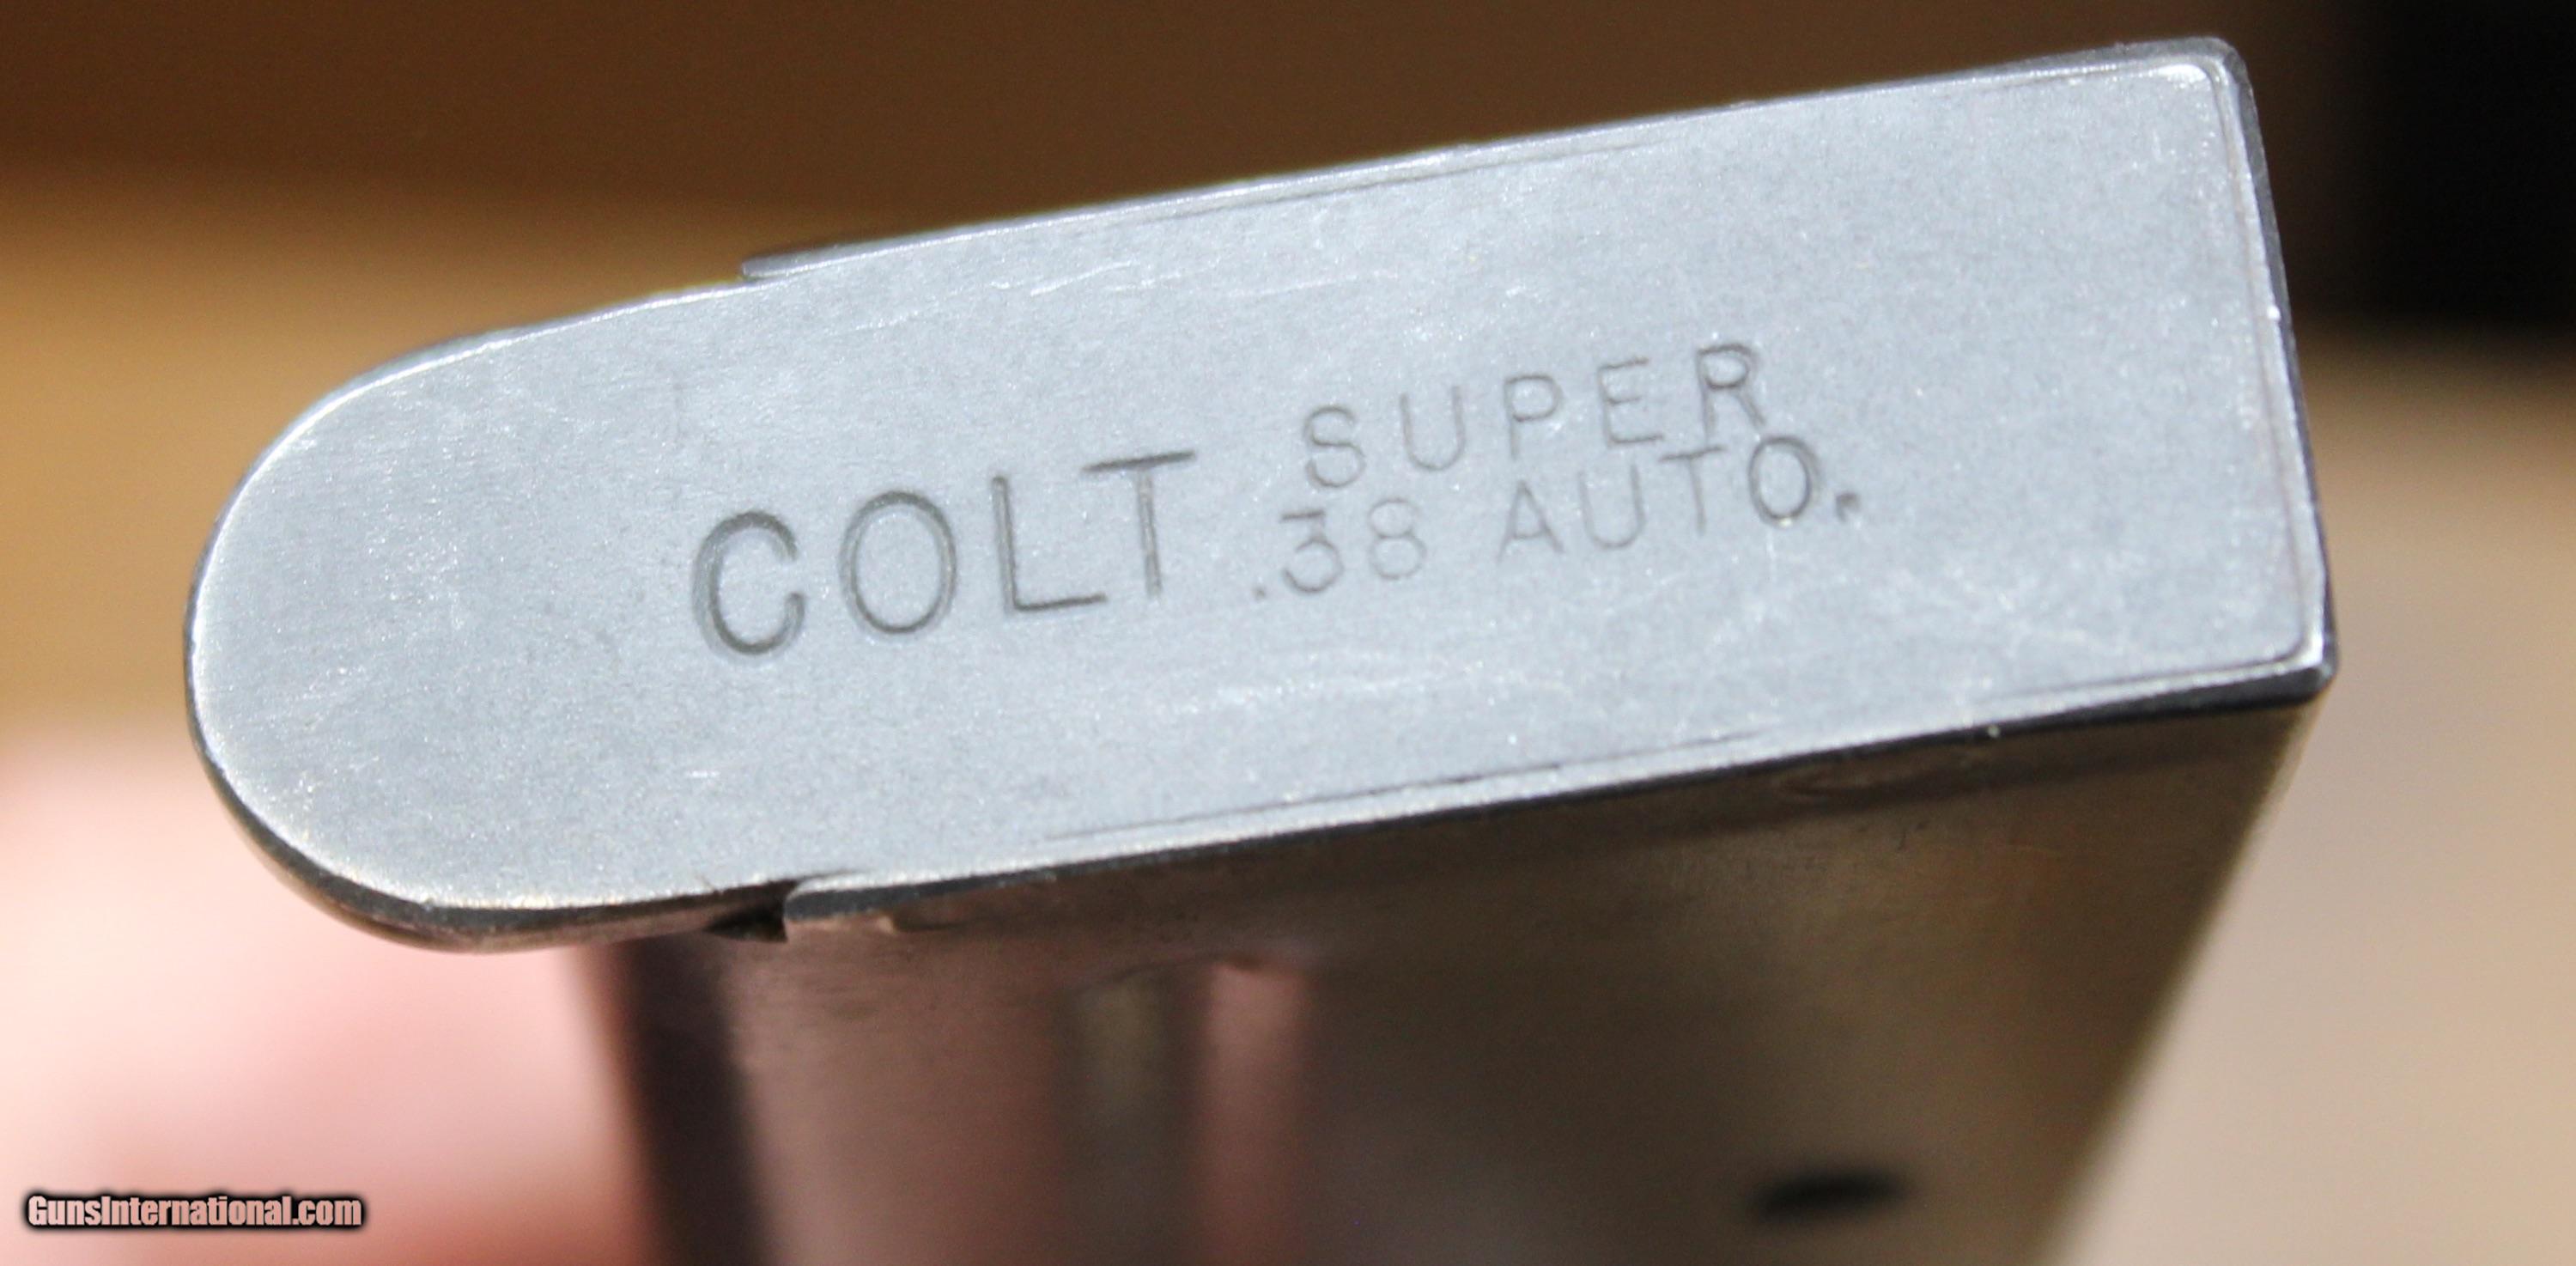 COLT SUPER
.38 AUTO.
GunsInternational.com